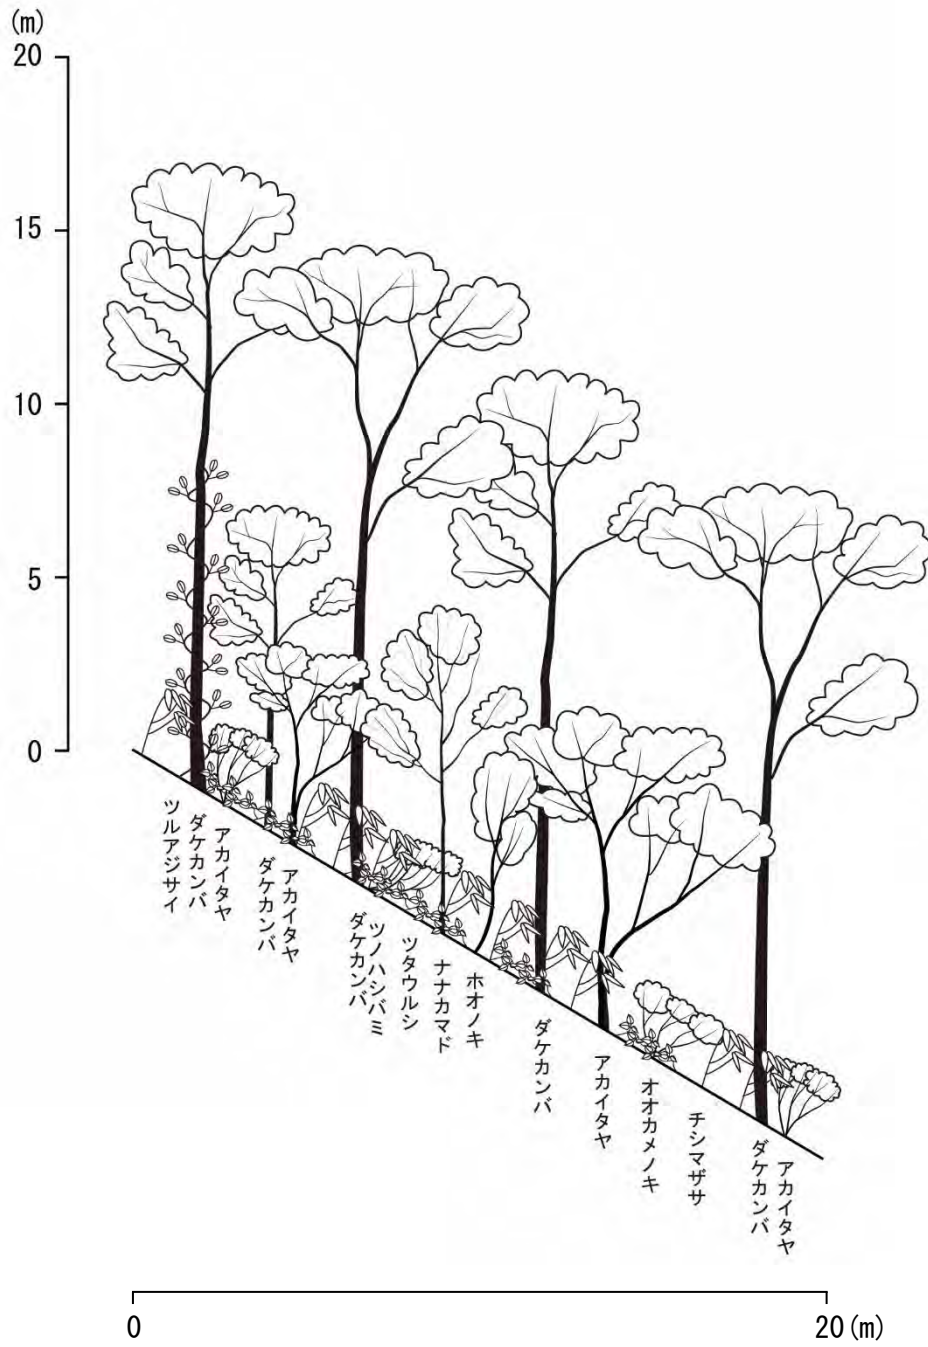 (m)
20
15
10
5
0
ツルアジサイ
ダケカンバ
アカイタヤ
ダケカンバ
アカイタヤ
ダケカンバ
ツノハシバミ
ツタウルシ
ナナカマド
ホオノキ
ダケカンバ
アカイタヤ
オオカメノキ
チシマザサ
ダケカンバ
アカイタヤ
0
20(m)